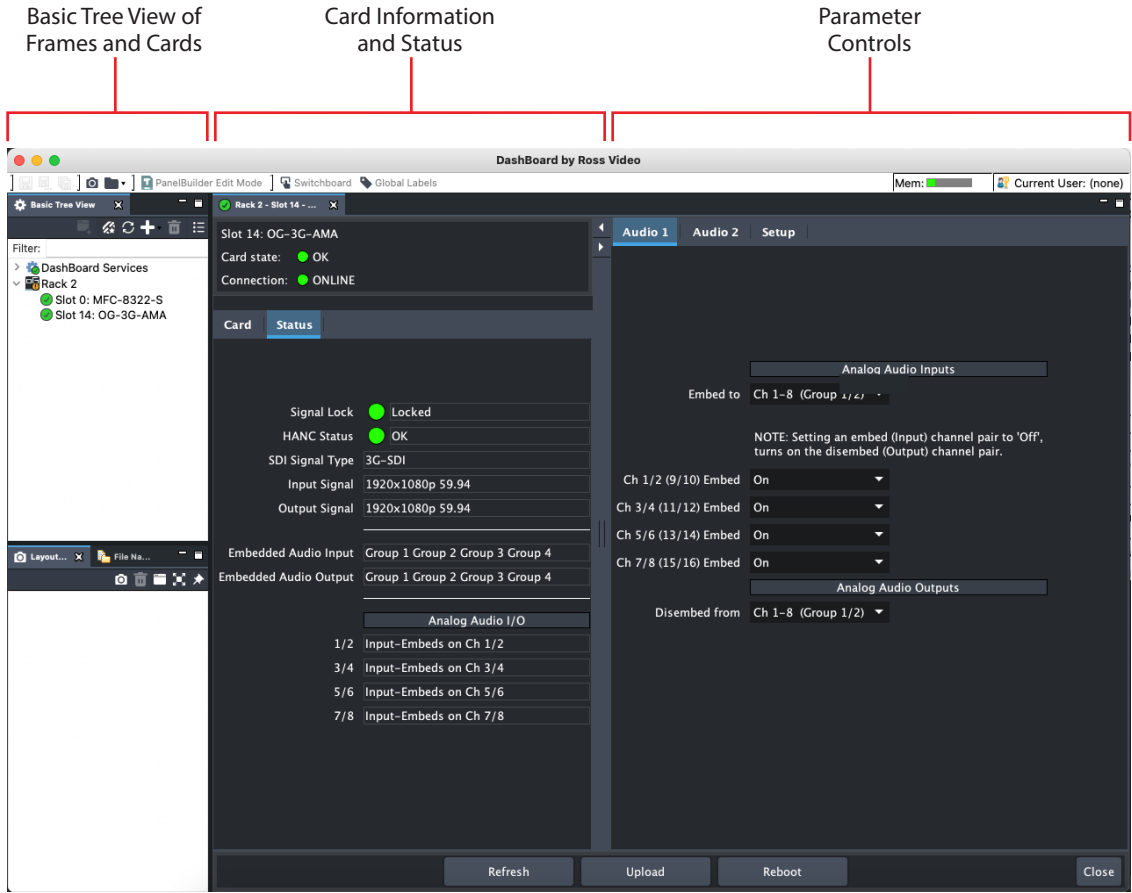 Basic Tree View of
Frames and Cards
Card Information
and Status
Parameter
Controls
DashBoard by Ross Video
PanelBuilder Edit Mode
Switchboard
Global Labels
Mem:
Current User: (none)
Basic Tree View
Filter:
DashBoard Services
Rack 2
Slot 0: MFC-8322-S
Slot 14: OG-3G-AMA
Layout...
File Na...
Rack 2 - Slot 14 - ...
Slot 14: OG-3G-AMA
Card state: OK
Connection: ONLINE
Card
Status
Signal Lock Locked
HANC Status OK
SDI Signal Type 3G-SDI
Input Signal 1920x1080p 59.94
Output Signal 1920x1080p 59.94
Embedded Audio Input Group 1 Group 2 Group 3 Group 4
Embedded Audio Output Group 1 Group 2 Group 3 Group 4
Analog Audio I/O
1/2 Input-Embeds on Ch 1/2
3/4 Input-Embeds on Ch 3/4
5/6 Input-Embeds on Ch 5/6
7/8 Input-Embeds on Ch 7/8
Audio 1
Audio 2
Setup
Analog Audio Inputs
Embed to Ch 1-8 (Group 1/2)
NOTE: Setting an embed (Input) channel pair to 'Off',
turns on the disembed (Output) channel pair.
Ch 1/2 (9/10) Embed On
Ch 3/4 (11/12) Embed On
Ch 5/6 (13/14) Embed On
Ch 7/8 (15/16) Embed On
Analog Audio Outputs
Disembed from Ch 1-8 (Group 1/2)
Refresh
Upload
Reboot
Close